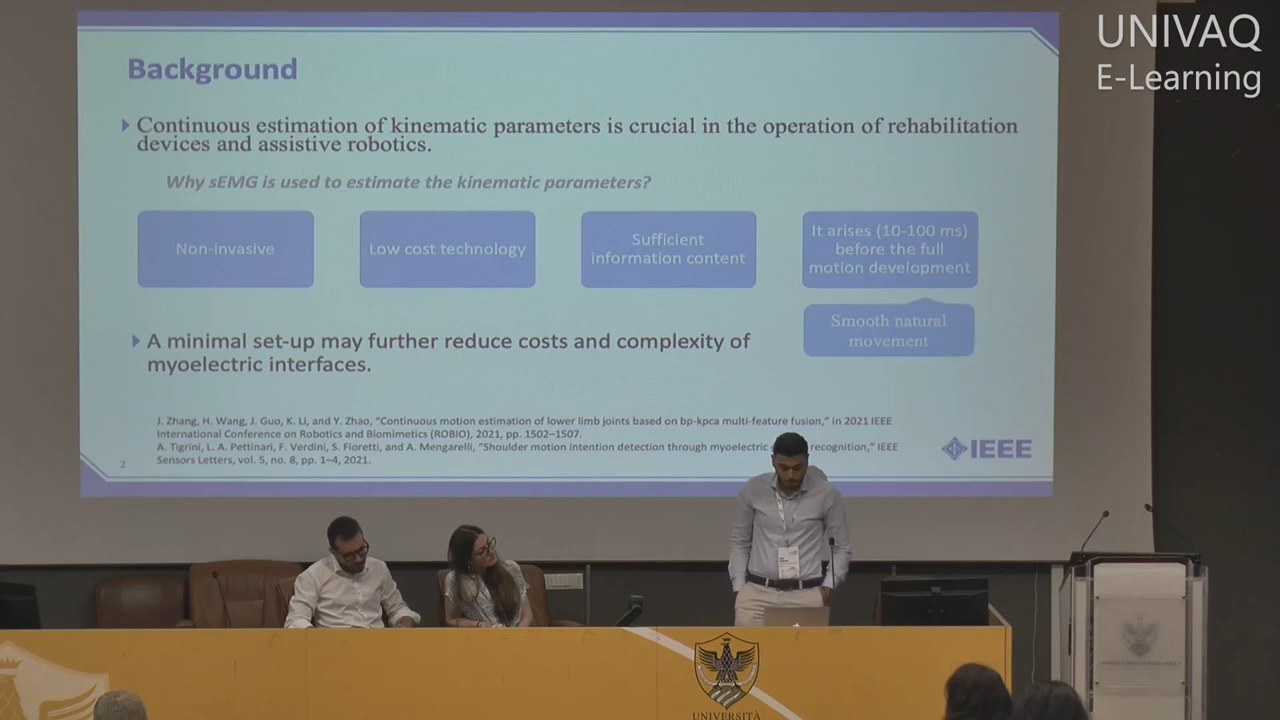 UNIVAQ
E-Learning
Background
Continuous estimation of kinematic parameters is crucial in the operation of rehabilitation
devices and assistive robotics.
Why sEMG is used to estimate the kinematic parameters?
Non-invasive
Low cost technology
Sufficient
information content
It arises (10-100 ms)
before the full
motion development
Smooth natural
movement
A minimal set-up may further reduce costs and complexity of
myoelectric interfaces.
J. Zhang, H. Wang, J. Guo, K. Li, and Y. Zhao, "Continuous motion estimation of lower limb joints based on bp-kpca multi-feature fusion," in 2021 IEEE
International Conference on Robotics and Biomimetics (ROBIO), 2021, pp. 1502–1507.
A. Tigrini, L. A. Pettinari, F. Verdini, S. Fioretti, and A. Mengarelli, "Shoulder motion intention detection through myoelectric recognition," IEEE
Sensors Letters, vol. 5, no. 8, pp. 1–4, 2021.
2
IEEE
UNIVERSITÀ